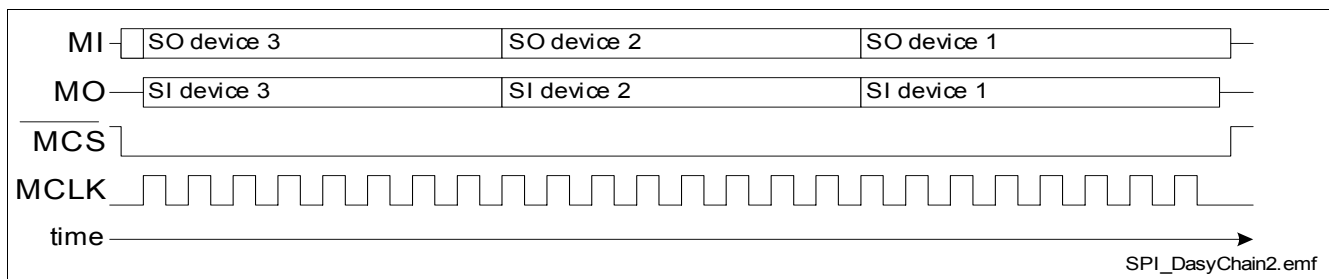 MI SO device 3 SO device 2 SO device 1
MO SI device 3 SI device 2 SI device 1
MCS
MCLK
time
SPI_DasyChain2.emf